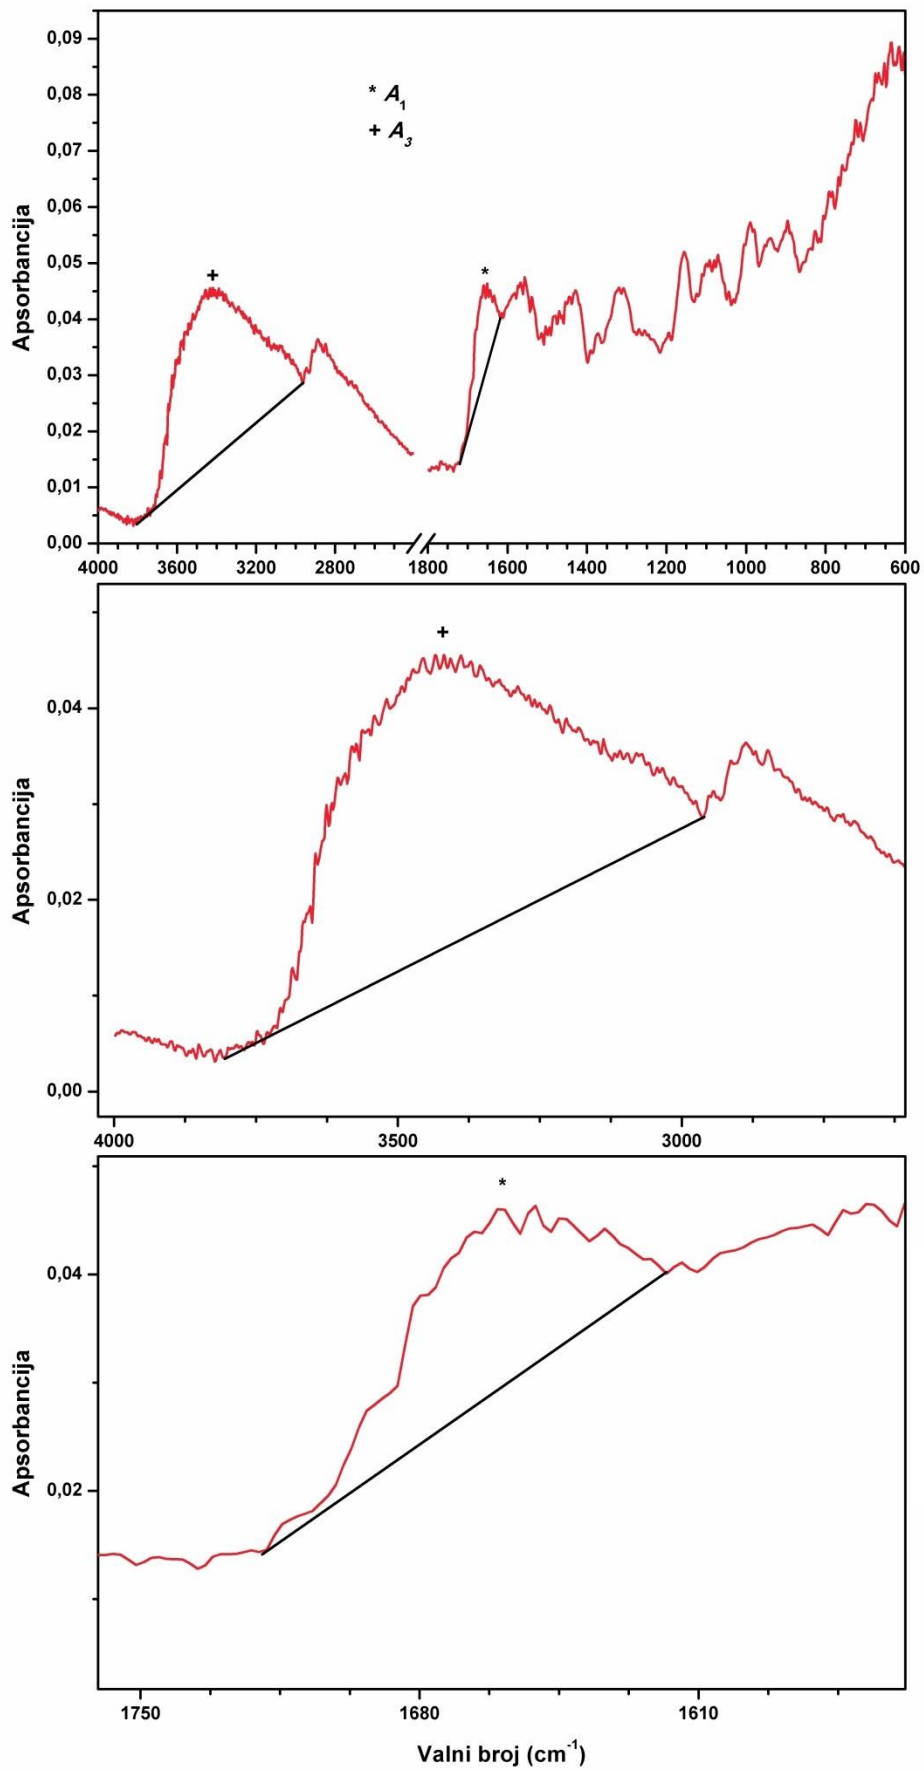 0,09
0,08
0,07
0,06
0,05
0,04
0,03
0,02
0,01
0,00
Apsorbancija
* A₁
+ A₃
+
*
4000 3600 3200 2800 1800 1600 1400 1200 1000 800 600
+
0,04
0,02
0,00
Apsorbancija
4000 3500 3000
*
0,04
0,02
Apsorbancija
1750 1680 1610
Valni broj (cm⁻¹)